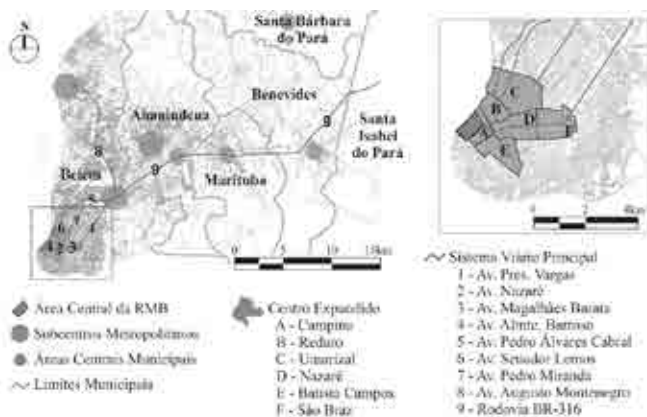 S
Santa Bárbara
do Pará
Ananindeua
Benevides
Santa
Isabel
do Pará
Marituba
Belém
8
9
9
5
6
7
4
1 2 3
0 5 10 15km
C
B
D
A
E
F
0 2 4km
Área Central da RMB
Subcentros Metropolitanos
Áreas Centrais Municipais
Limites Municipais
Centro Expandido
A - Campina
B - Reduto
C - Umarizal
D - Nazaré
E - Batista Campos
F - São Braz
Sistema Viário Principal
1 - Av. Pres. Vargas
2 - Av. Nazaré
3 - Av. Magalhães Barata
4 - Av. Almte. Barroso
5 - Av. Pedro Álvares Cabral
6 - Av. Senador Lemos
7 - Av. Pedro Miranda
8 - Av. Augusto Montenegro
9 - Rodovia BR-316